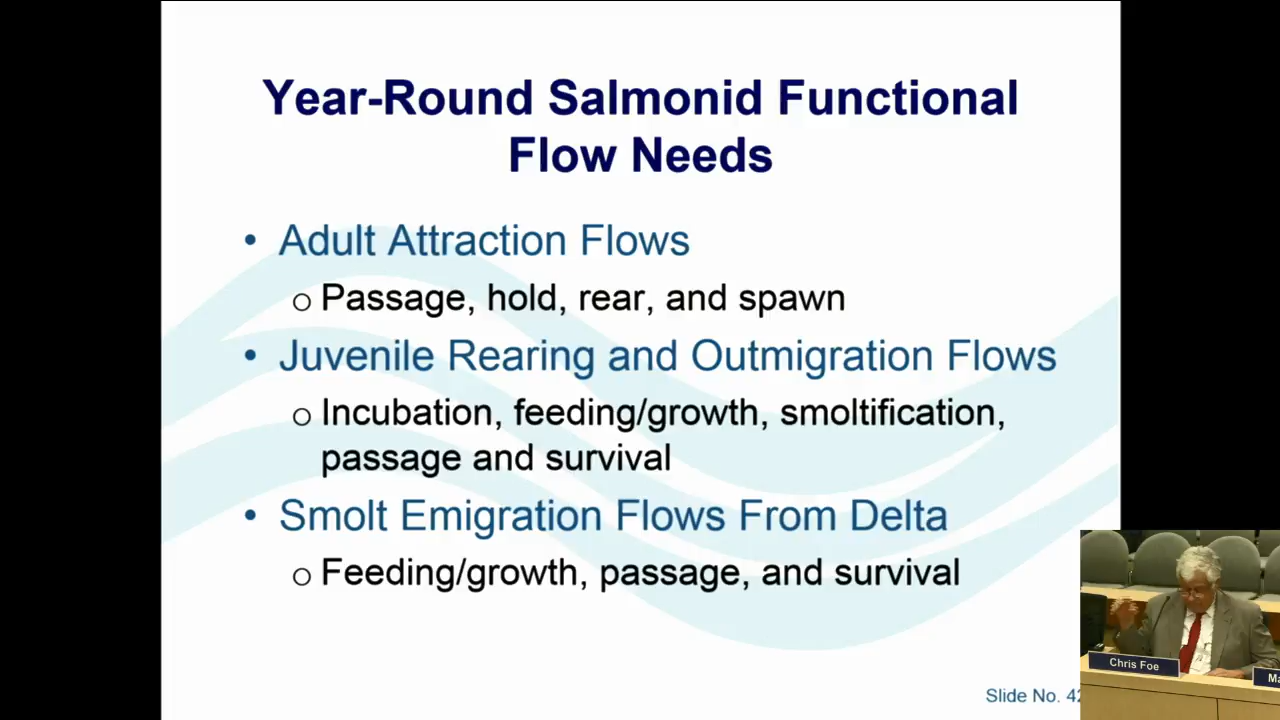 Year-Round Salmonid Functional
Flow Needs
• Adult Attraction Flows
o Passage, hold, rear, and spawn
• Juvenile Rearing and Outmigration Flows
o Incubation, feeding/growth, smoltification,
passage and survival
• Smolt Emigration Flows From Delta
o Feeding/growth, passage, and survival
Slide No. 42
Chris Foe
Ma